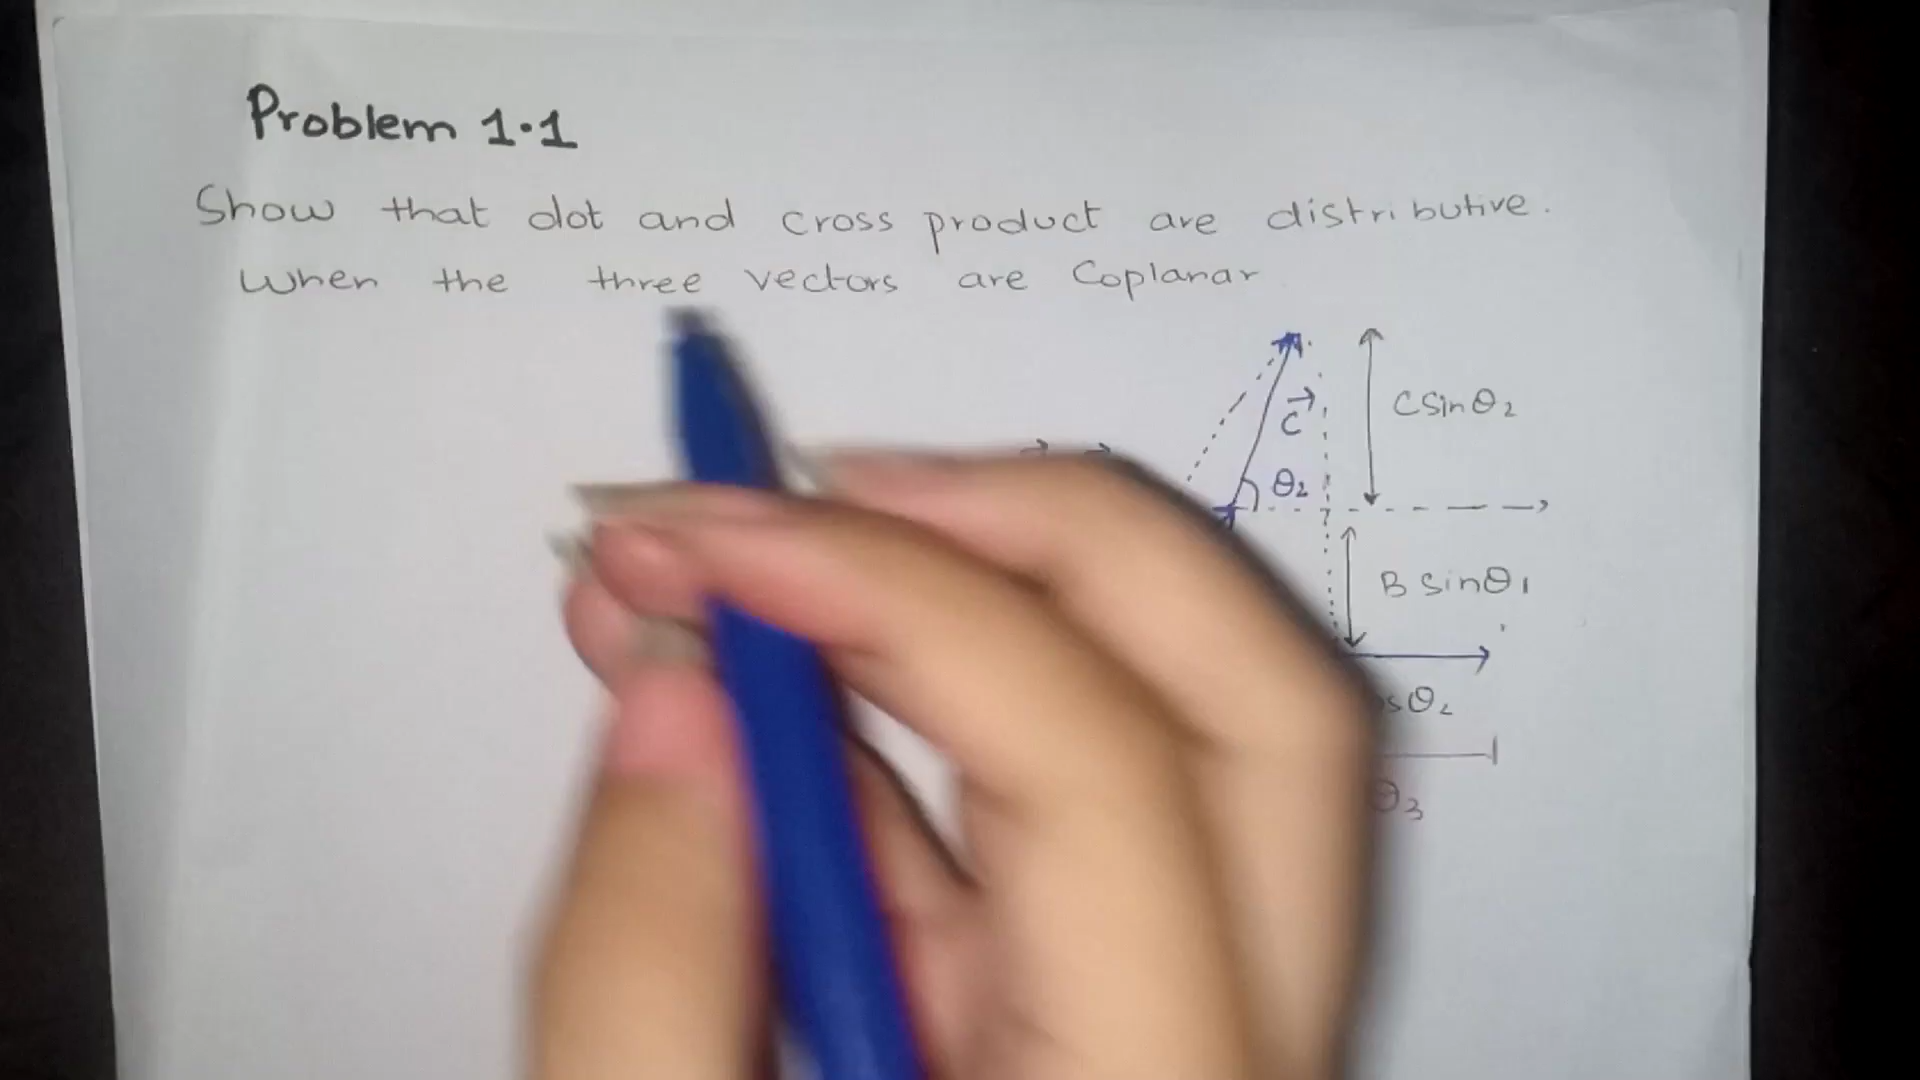 Problem 1.1
Show that dot and cross product are distributive.
when the three vectors are Coplanar
C sinθ2
C
θ2
B sinθ1
sθ2
θ3